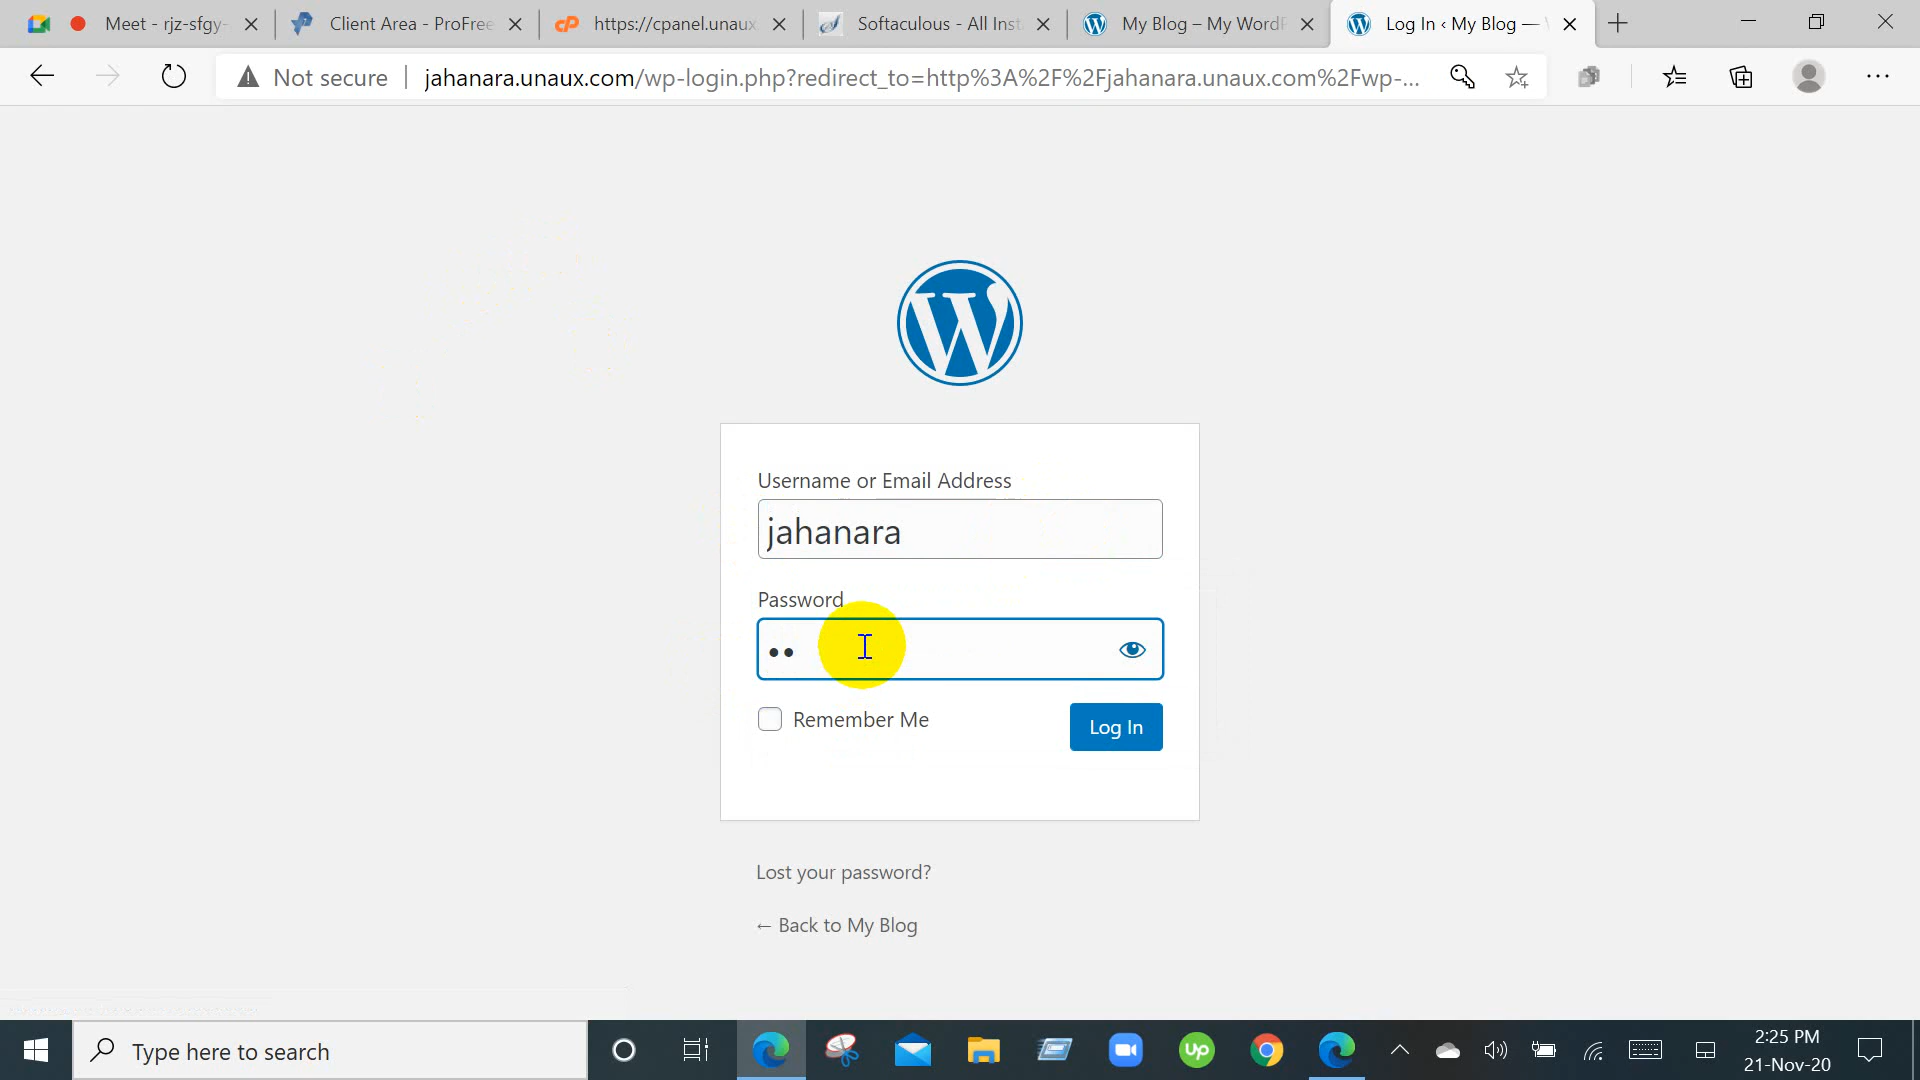 Meet - rjz-sfgy-
Client Area - ProFree
cP https://cpanel.unaux
Softaculous - All Inst
My Blog – My WordP
Log In ‹ My Blog —
Not secure
jahanara.unaux.com/wp-login.php?redirect_to=http%3A%2F%2Fjahanara.unaux.com%2Fwp-...
Username or Email Address
jahanara
Password
Remember Me
Log In
Lost your password?
← Back to My Blog
Type here to search
Up
2:25 PM
21-Nov-20